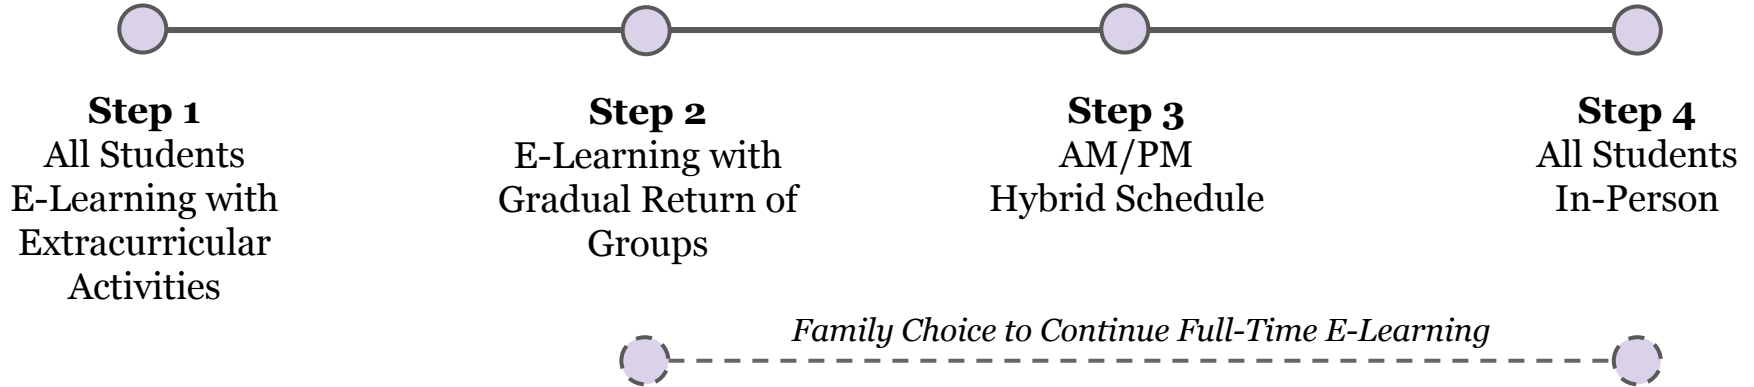 Step 1
All Students
E-Learning with
Extracurricular
Activities
Step 2
E-Learning with
Gradual Return of
Groups
Step 3
AM/PM
Hybrid Schedule
Step 4
All Students
In-Person
Family Choice to Continue Full-Time E-Learning